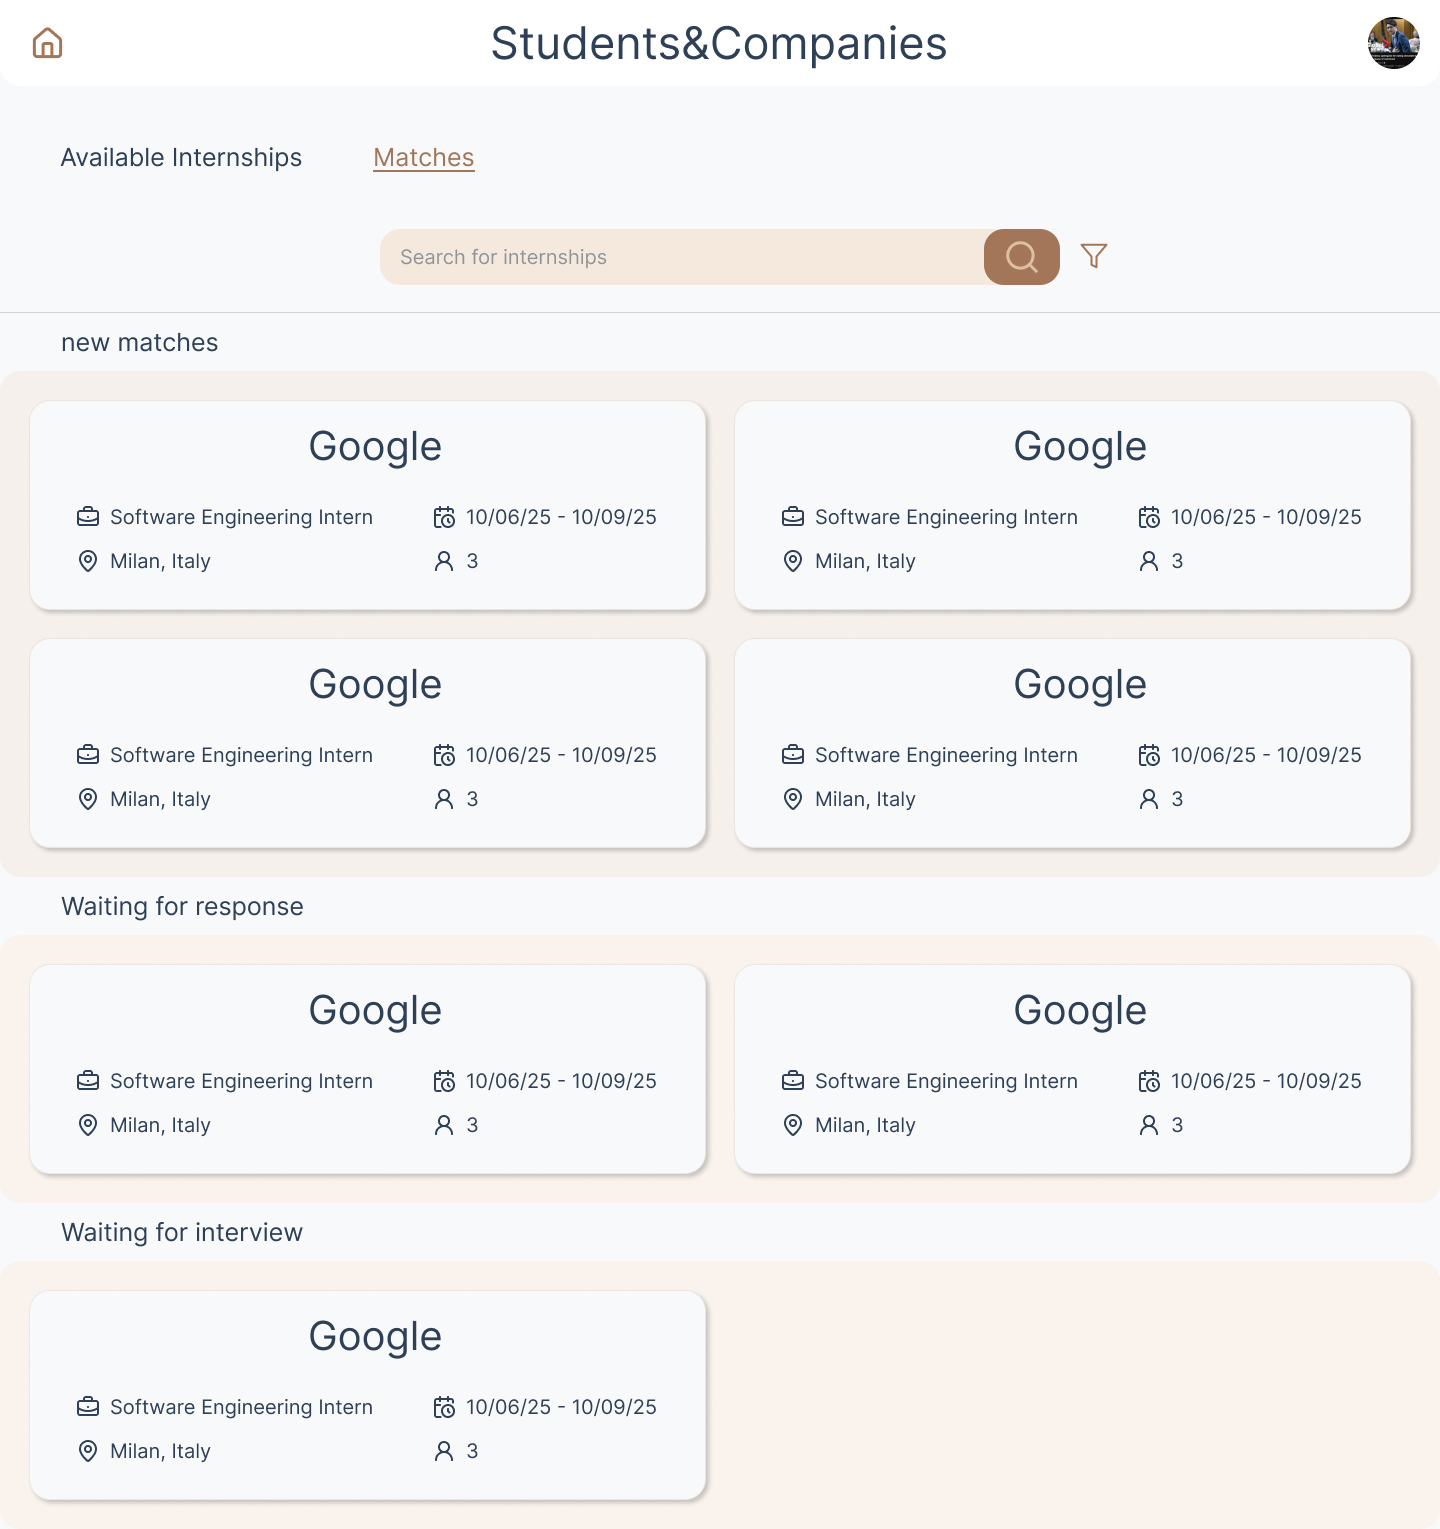 Students&Companies
Available Internships
Matches
Search for internships
new matches
Google
Software Engineering Intern
10/06/25 - 10/09/25
Milan, Italy
3
Google
Software Engineering Intern
10/06/25 - 10/09/25
Milan, Italy
3
Google
Software Engineering Intern
10/06/25 - 10/09/25
Milan, Italy
3
Google
Software Engineering Intern
10/06/25 - 10/09/25
Milan, Italy
3
Waiting for response
Google
Software Engineering Intern
10/06/25 - 10/09/25
Milan, Italy
3
Google
Software Engineering Intern
10/06/25 - 10/09/25
Milan, Italy
3
Waiting for interview
Google
Software Engineering Intern
10/06/25 - 10/09/25
Milan, Italy
3